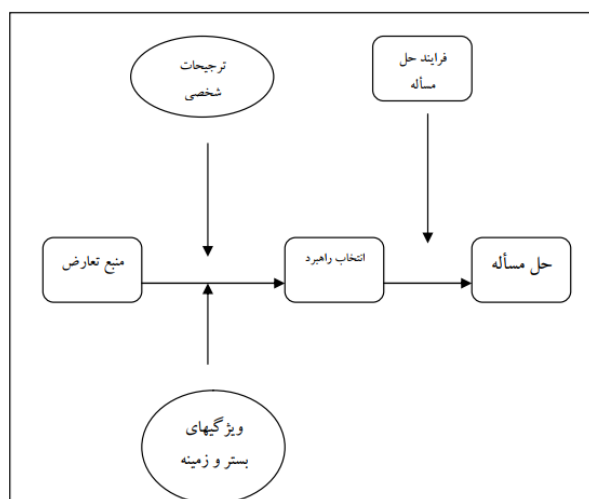 ترجیحات
شخصی
فرایند حل
مسأله
منبع تعارض
انتخاب راهبرد
حل مسأله
ویژگیهای
بستر و زمینه